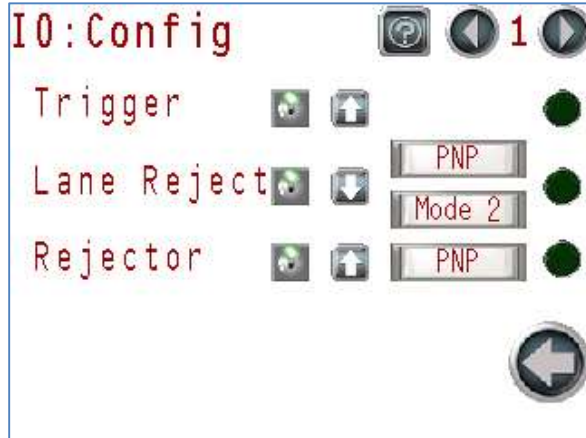 IO:Config
?
1
Trigger
PNP
Lane Reject
Mode 2
Rejector
PNP